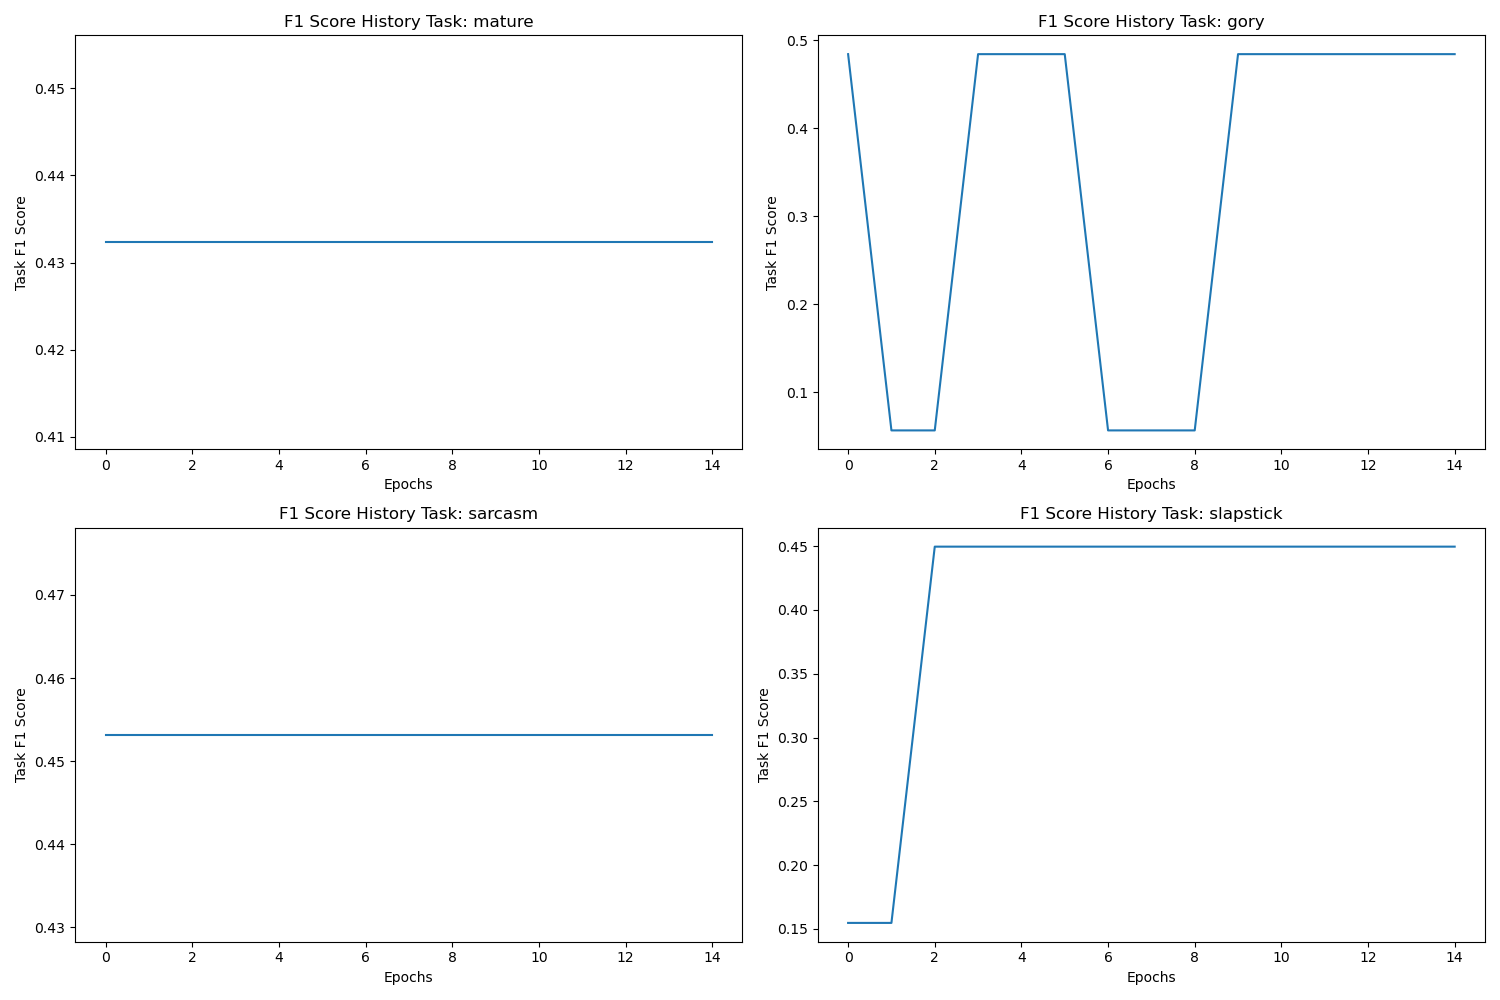 F1 Score History Task: mature
Task F1 Score
0.45
0.44
0.43
0.42
0.41
0 2 4 6 8 10 12 14
Epochs
F1 Score History Task: gory
Task F1 Score
0.5
0.4
0.3
0.2
0.1
0 2 4 6 8 10 12 14
Epochs
F1 Score History Task: sarcasm
Task F1 Score
0.47
0.46
0.45
0.44
0.43
0 2 4 6 8 10 12 14
Epochs
F1 Score History Task: slapstick
Task F1 Score
0.45
0.40
0.35
0.30
0.25
0.20
0.15
0 2 4 6 8 10 12 14
Epochs